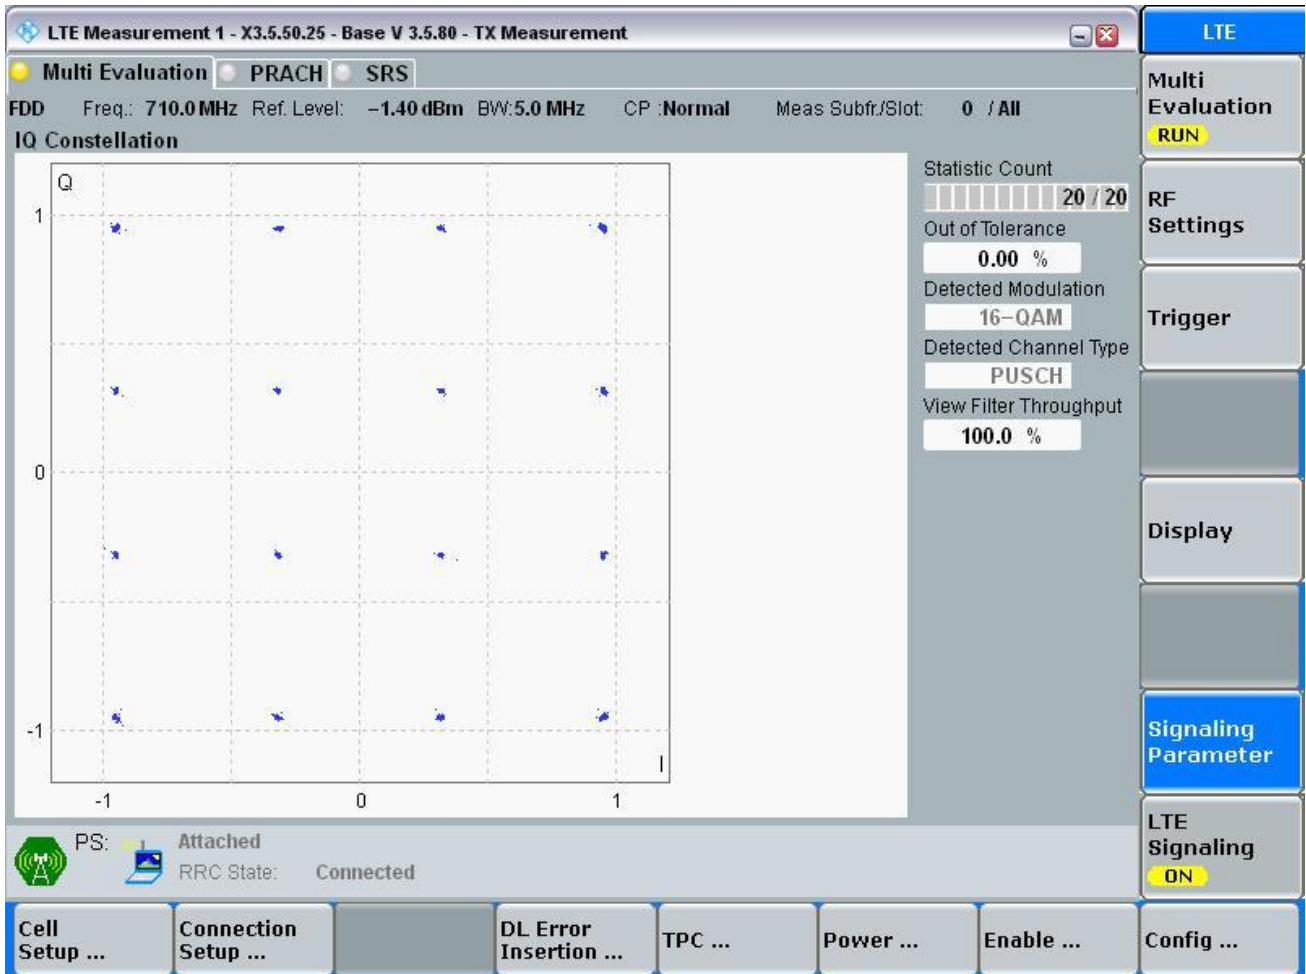 LTE Measurement 1 - X3.5.50.25 - Base V 3.5.80 - TX Measurement
LTE
Multi Evaluation PRACH SRS
FDD Freq.: 710.0 MHz Ref. Level: −1.40 dBm BW:5.0 MHz CP :Normal Meas Subfr./Slot: 0 / All
IQ Constellation
Q
1
0
-1
I
-1 0 1
Statistic Count
20 / 20
Out of Tolerance
0.00 %
Detected Modulation
16−QAM
Detected Channel Type
PUSCH
View Filter Throughput
100.0 %
Multi
Evaluation
RUN
RF
Settings
Trigger
Display
Signaling
Parameter
LTE
Signaling
ON
PS: Attached
RRC State: Connected
Cell
Setup ...
Connection
Setup ...
DL Error
Insertion ...
TPC ...
Power ...
Enable ...
Config ...